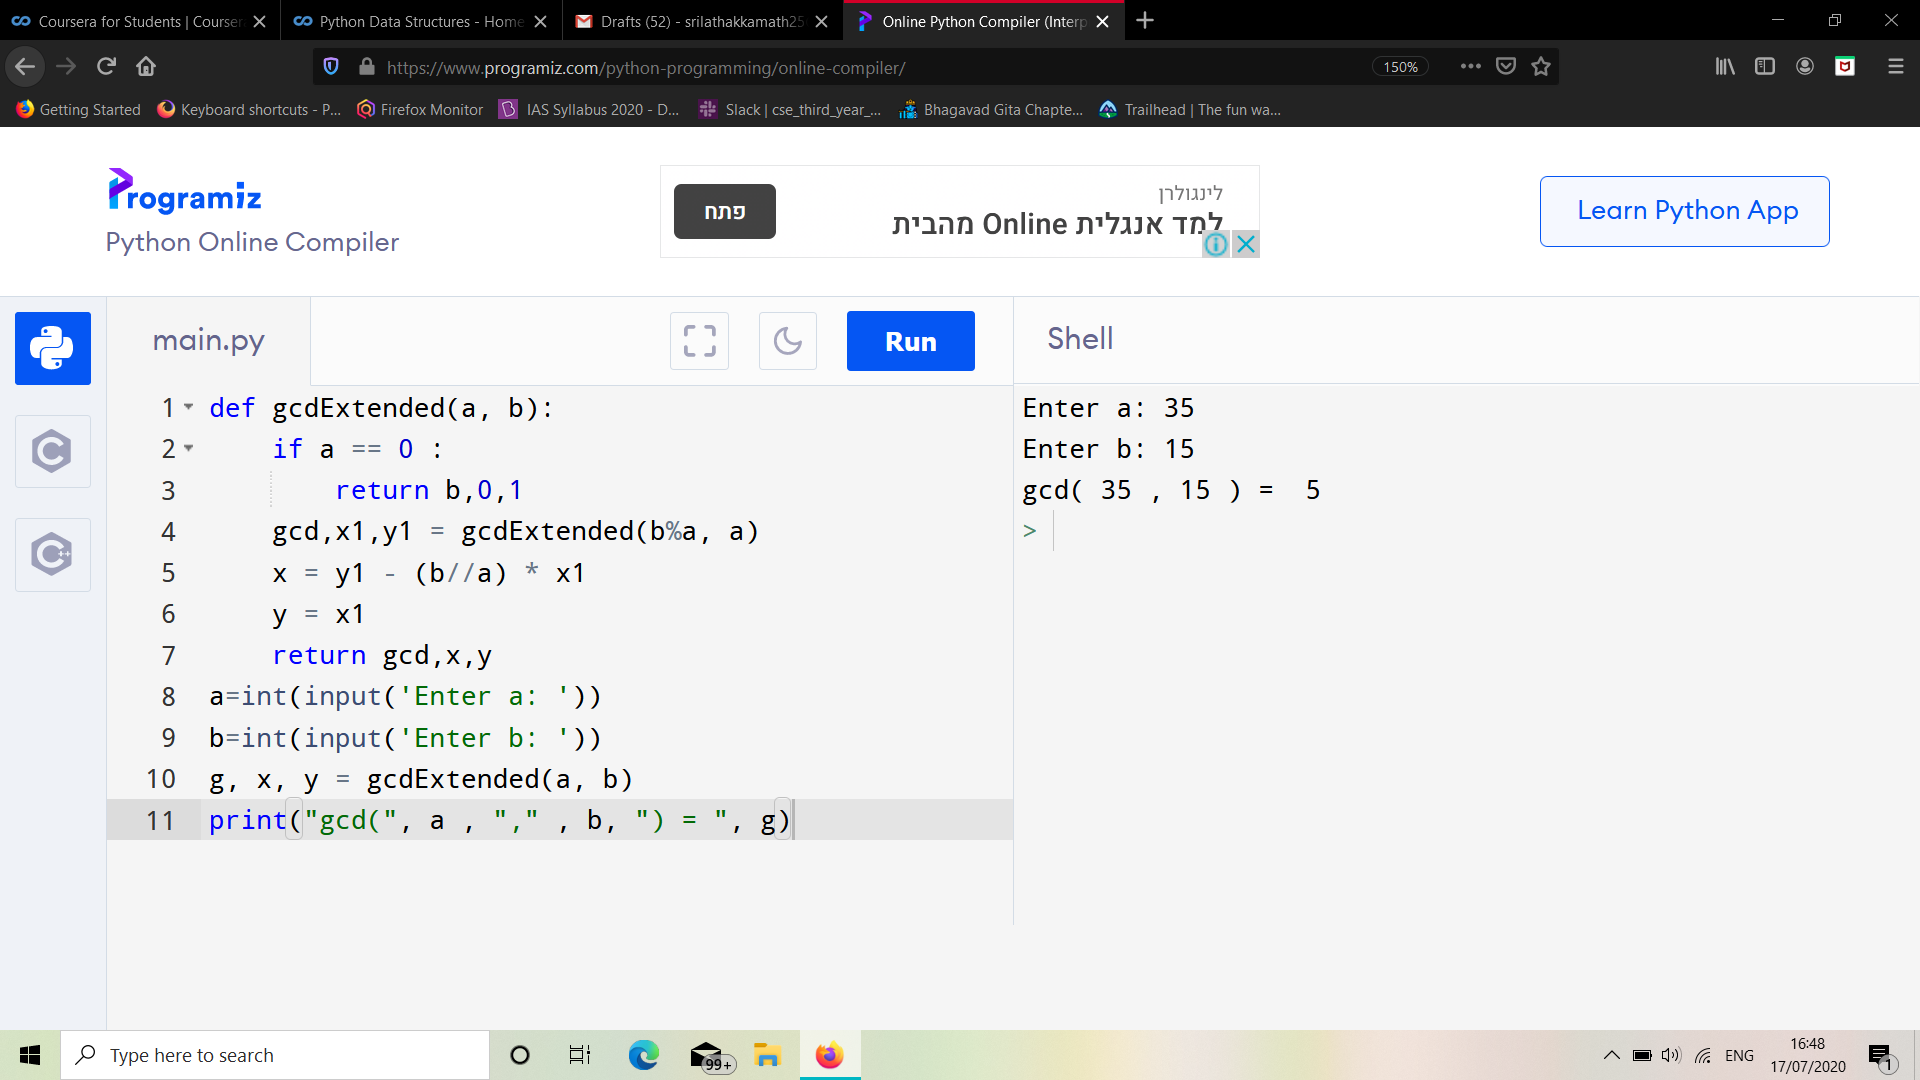 Coursera for Students | Courser
Python Data Structures - Home
Drafts (52) - srilathakkamath25
Online Python Compiler (Interp
https://www.programiz.com/python-programming/online-compiler/
150%
Getting Started
Keyboard shortcuts - P...
Firefox Monitor
IAS Syllabus 2020 - D...
Slack | cse_third_year_...
Bhagavad Gita Chapte...
Trailhead | The fun wa...
Programiz
Python Online Compiler
לינגולרן
למד אנגלית Online מהבית
פתח
Learn Python App
main.py
Run
Shell
1 def gcdExtended(a, b):
2     if a == 0 :
3         return b,0,1
4     gcd,x1,y1 = gcdExtended(b%a, a)
5     x = y1 - (b//a) * x1
6     y = x1
7     return gcd,x,y
8 a=int(input('Enter a: '))
9 b=int(input('Enter b: '))
10 g, x, y = gcdExtended(a, b)
11 print("gcd(", a , "," , b, ") = ", g)
Enter a: 35
Enter b: 15
gcd( 35 , 15 ) =  5
>
C
C++
Type here to search
99+
ENG
16:48
17/07/2020
1